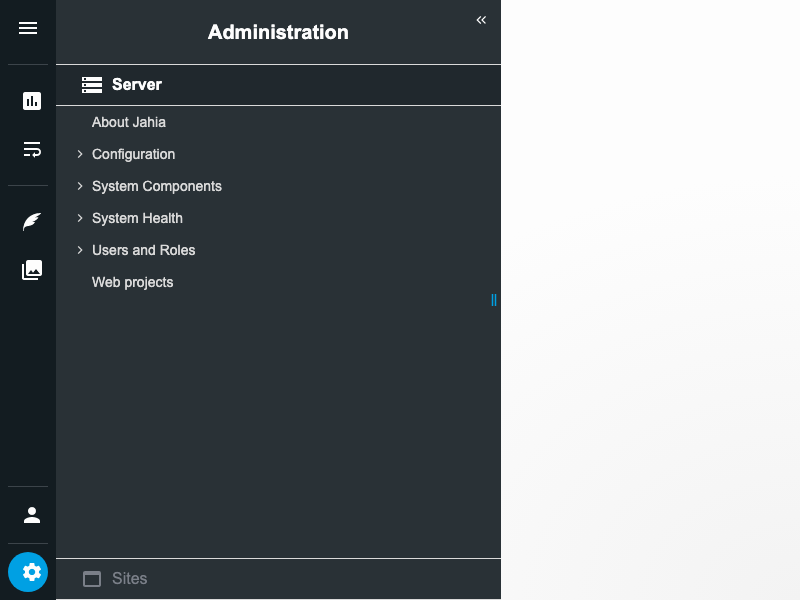 Administration
Server
About Jahia
Configuration
System Components
System Health
Users and Roles
Web projects
Sites